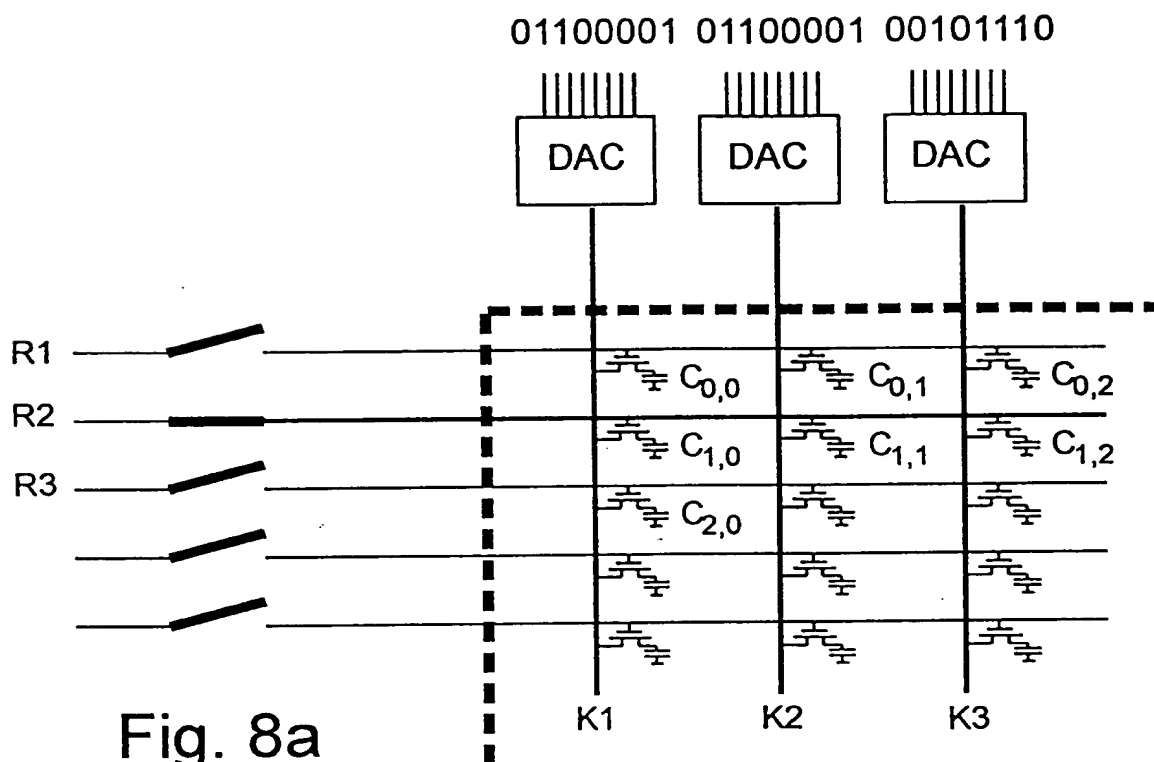 01100001 01100001 00101110
DAC DAC DAC
R1
C0,0 C0,1 C0,2
R2
C1,0 C1,1 C1,2
R3
C2,0
K1 K2 K3
Fig. 8a